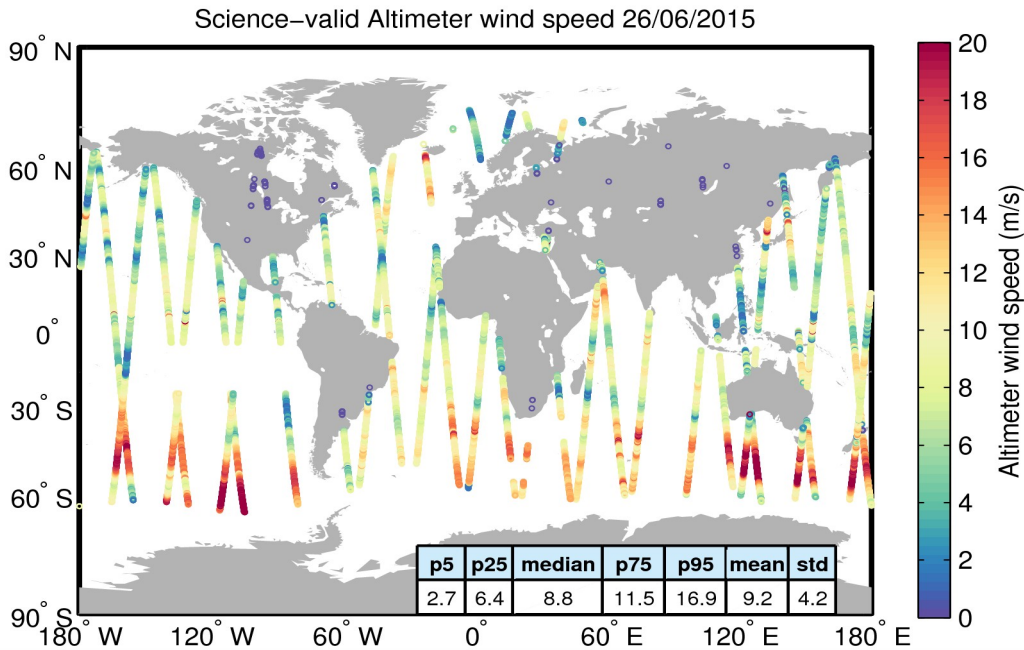 Science−valid Altimeter wind speed 26/06/2015
90° N
60° N
30° N
0°
30° S
60° S
90° S
180° W
120° W
60° W
0°
60° E
120° E
180° E
p5 p25 median p75 p95 mean std
2.7 6.4 8.8 11.5 16.9 9.2 4.2
20
18
16
14
12
10
8
6
4
2
0
Altimeter wind speed (m/s)